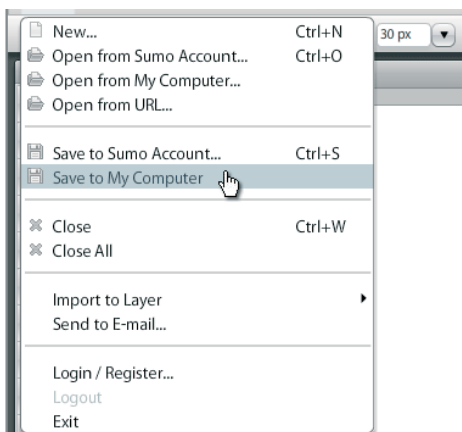 New... Ctrl+N
30 px
Open from Sumo Account... Ctrl+O
Open from My Computer...
Open from URL...
Save to Sumo Account... Ctrl+S
Save to My Computer
Close Ctrl+W
Close All
Import to Layer
Send to E-mail...
Login / Register...
Logout
Exit